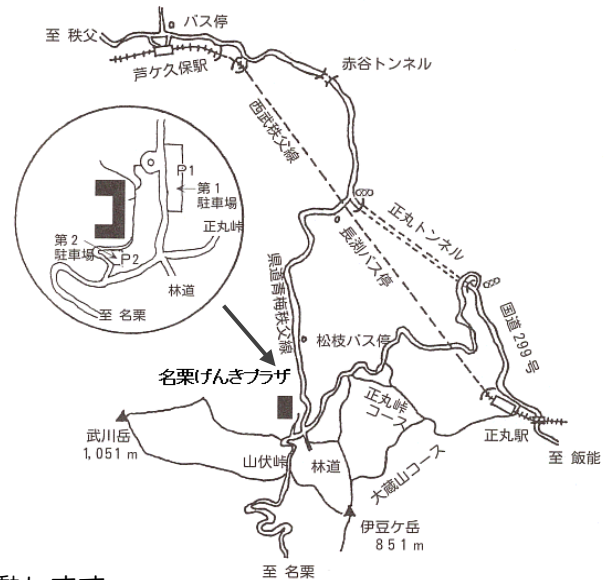 バス停
至 秩父
芦ケ久保駅
赤谷トンネル
西武秩父線
P1
第1
駐車場
正丸峠
第2
駐車場
P2
林道
至 名栗
正丸トンネル
長渕バス停
県道青梅秩父線
国道299号
松枝バス停
名栗げんきプラザ
正丸峠
コース
正丸駅
至 飯能
武川岳
1,051m
山伏峠
林道
大蔵山コース
伊豆ケ岳
851m
至 名栗